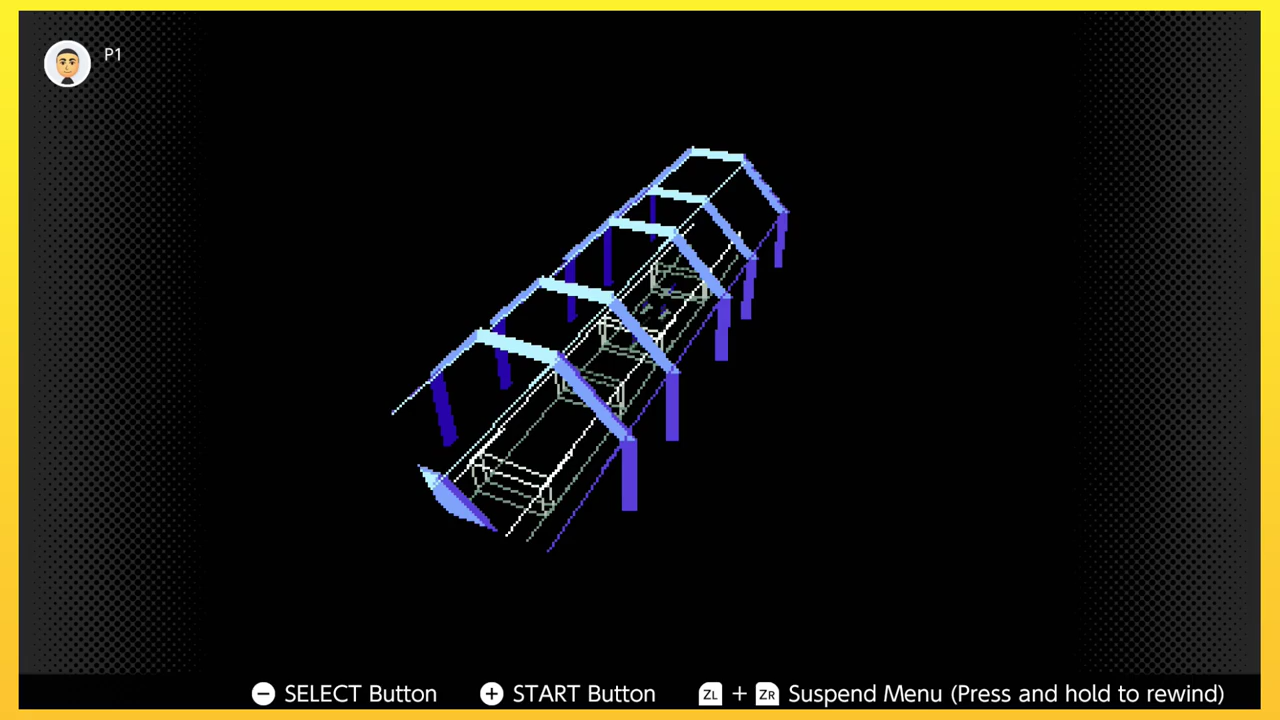 P1
SELECT Button
START Button
ZL + ZR Suspend Menu (Press and hold to rewind)